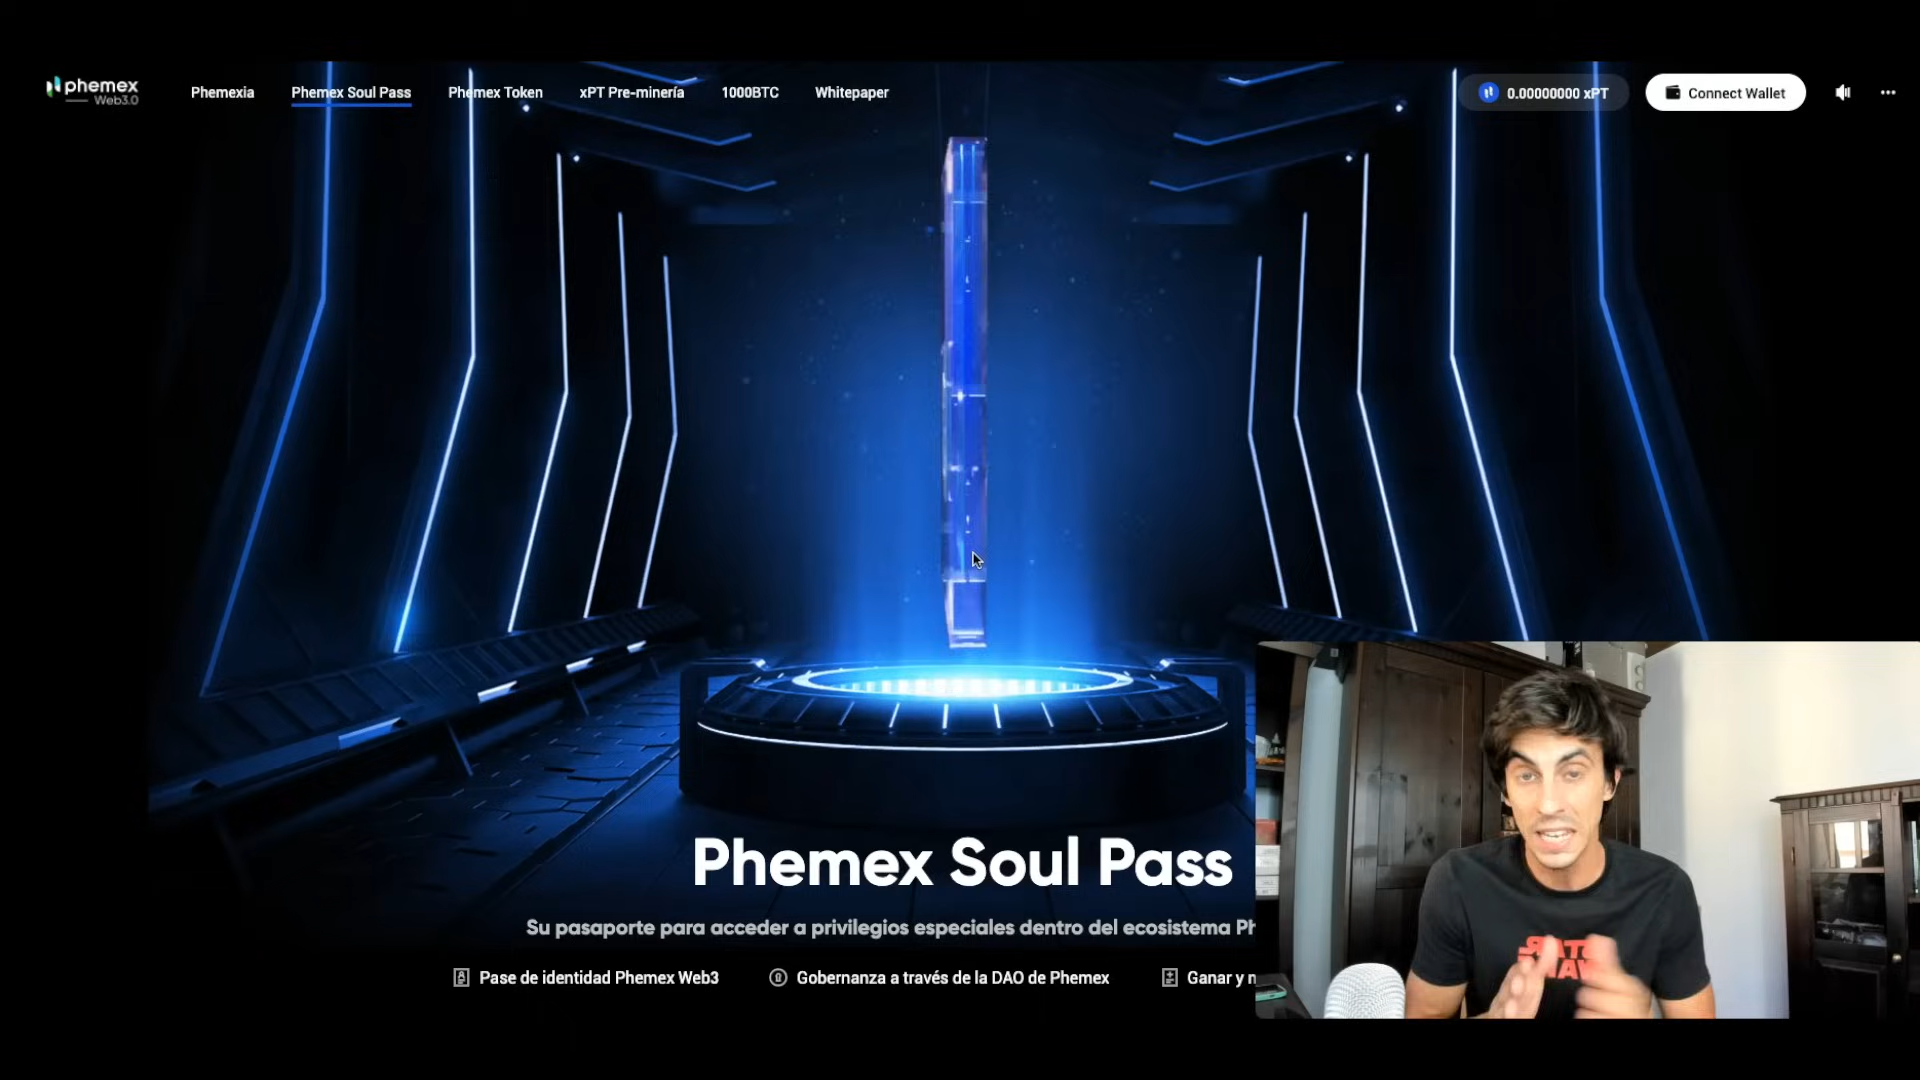 phemex
Web3.0
Phemexia
Phemex Soul Pass
Phemex Token
xPT Pre-minería
1000BTC
Whitepaper
0.00000000 xPT
Connect Wallet
Phemex Soul Pass
Su pasaporte para acceder a privilegios especiales dentro del ecosistema
Pase de identidad Phemex Web3
Gobernanza a través de la DAO de Phemex
Ganar y